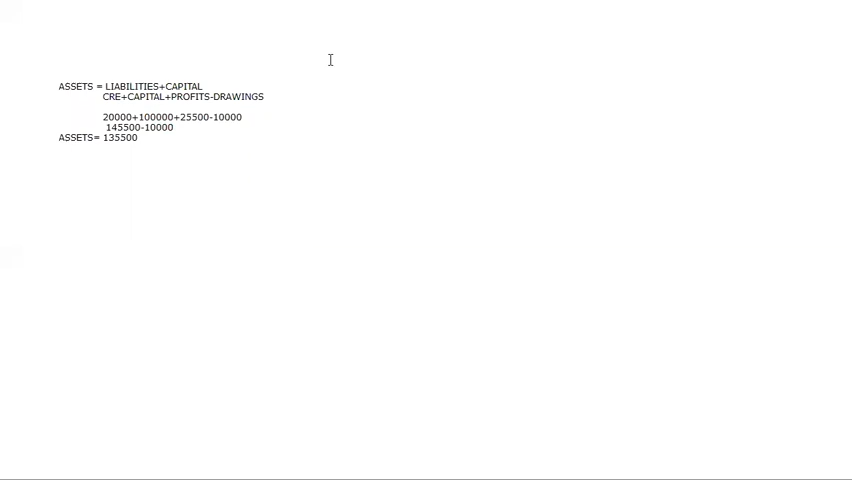 ASSETS = LIABILITIES+CAPITAL
CRE+CAPITAL+PROFITS-DRAWINGS
20000+100000+25500-10000
145500-10000
ASSETS= 135500